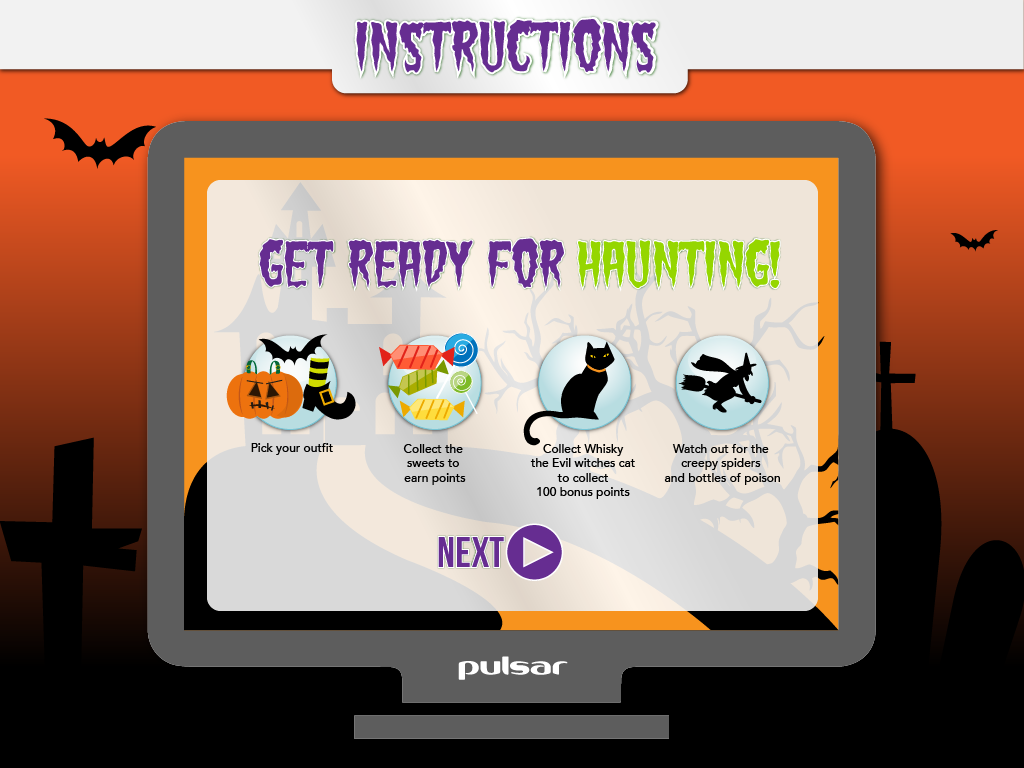 INSTRUCTIONS
GET READY FOR HAUNTING!
Pick your outfit
Collect the
sweets to
earn points
Collect Whisky
the Evil witches cat
to collect
100 bonus points
Watch out for the
creepy spiders
and bottles of poison
NEXT
pulsar